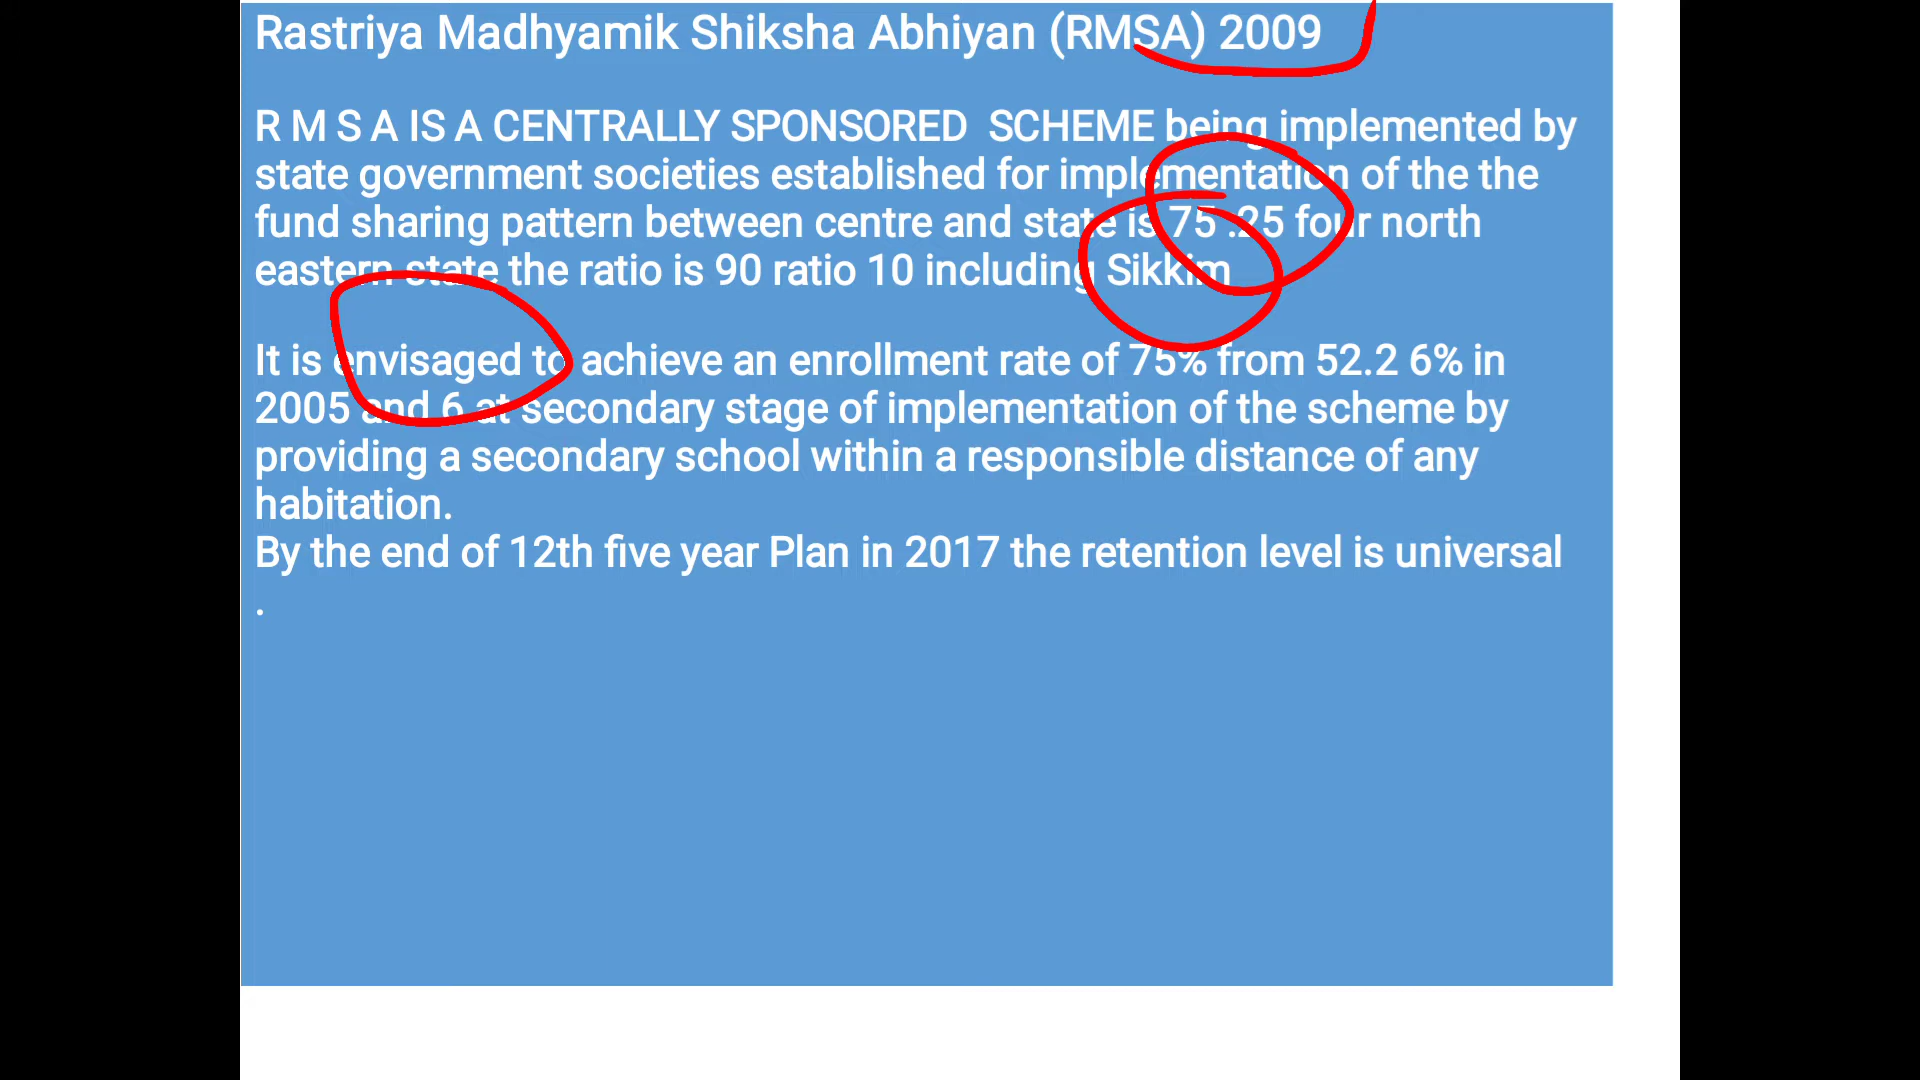 Rastriya Madhyamik Shiksha Abhiyan (RMSA) 2009
R M S A IS A CENTRALLY SPONSORED SCHEME being implemented by
state government societies established for implementation of the the
fund sharing pattern between centre and state is 75 :25 four north
eastern state the ratio is 90 ratio 10 including Sikkim
It is envisaged to achieve an enrollment rate of 75% from 52.2 6% in
2005 and 6 at secondary stage of implementation of the scheme by
providing a secondary school within a responsible distance of any
habitation.
By the end of 12th five year Plan in 2017 the retention level is universal
.